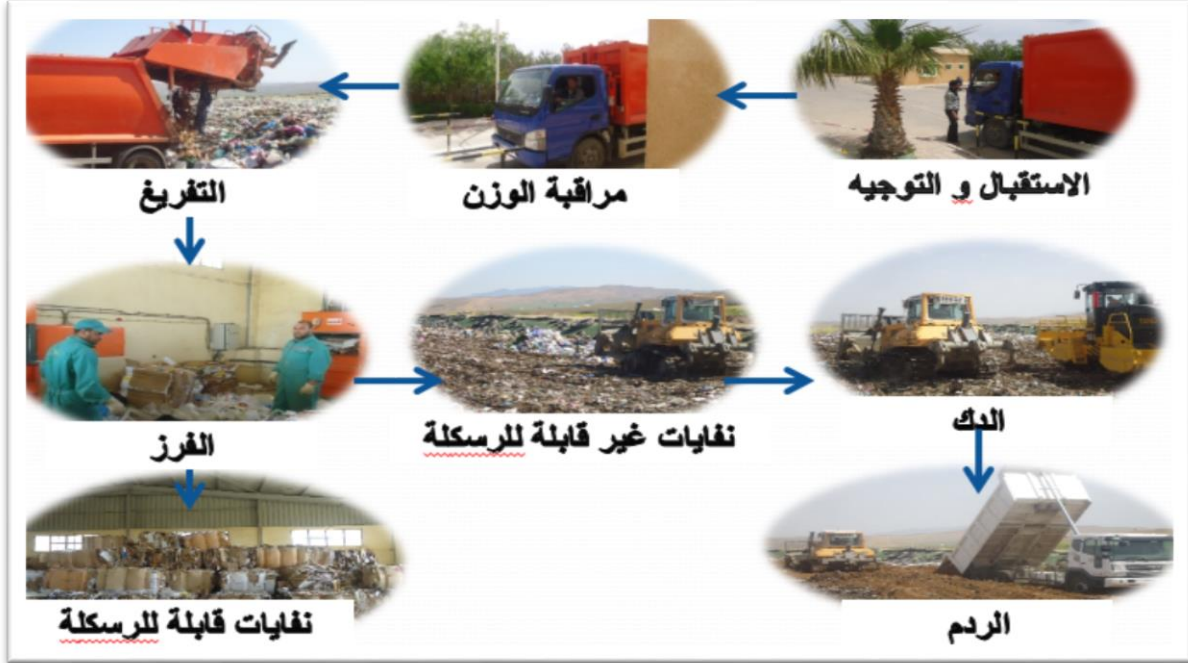 الاستقبال و التوجيه
مراقبة الوزن
التفريغ
الفرز
نفايات غير قابلة للرسكلة
الدك
نفايات قابلة للرسكلة
الردم